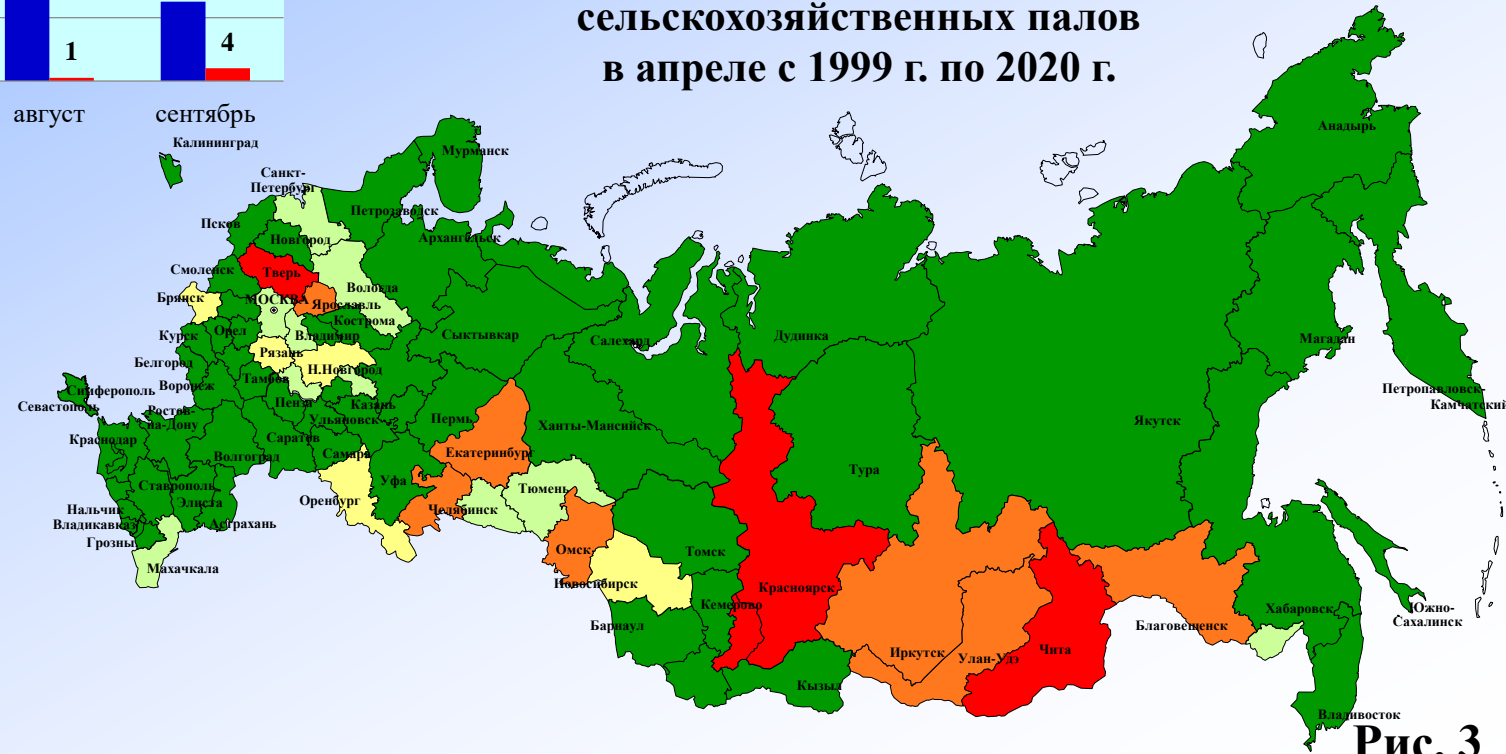 сельскохозяйственных палов
в апреле с 1999 г. по 2020 г.
1
4
август
сентябрь
Калининград
Мурманск
Анадырь
Санкт-
Петербург
Псков
Петрозаводск
Новгород
Архангельск
Смоленск
Тверь
Вологда
Брянск
МОСКВА
Ярославль
Кострома
Курск
Орел
Владимир
Сыктывкар
Салехард
Дудинка
Магадан
Рязань
Белгород
Н.Новгород
Тамбов
Воронеж
Симферополь
Севастополь
Пенза
Казань
Ульяновск
Ростов-
на-Дону
Пермь
Ханты-Мансийск
Якутск
Петропавловск-
Камчатский
Краснодар
Саратов
Самара
Екатеринбург
Волгоград
Тура
Уфа
Тюмень
Ставрополь
Элиста
Оренбург
Челябинск
Нальчик
Владикавказ
Астрахань
Грозны
Махачкала
Омск
Томск
Новосибирск
Красноярск
Кемерово
Барнаул
Хабаровск
Южно-
Сахалинск
Благовещенск
Иркутск
Улан-Удэ
Чита
Кызыл
Владивосток
Рис. 3